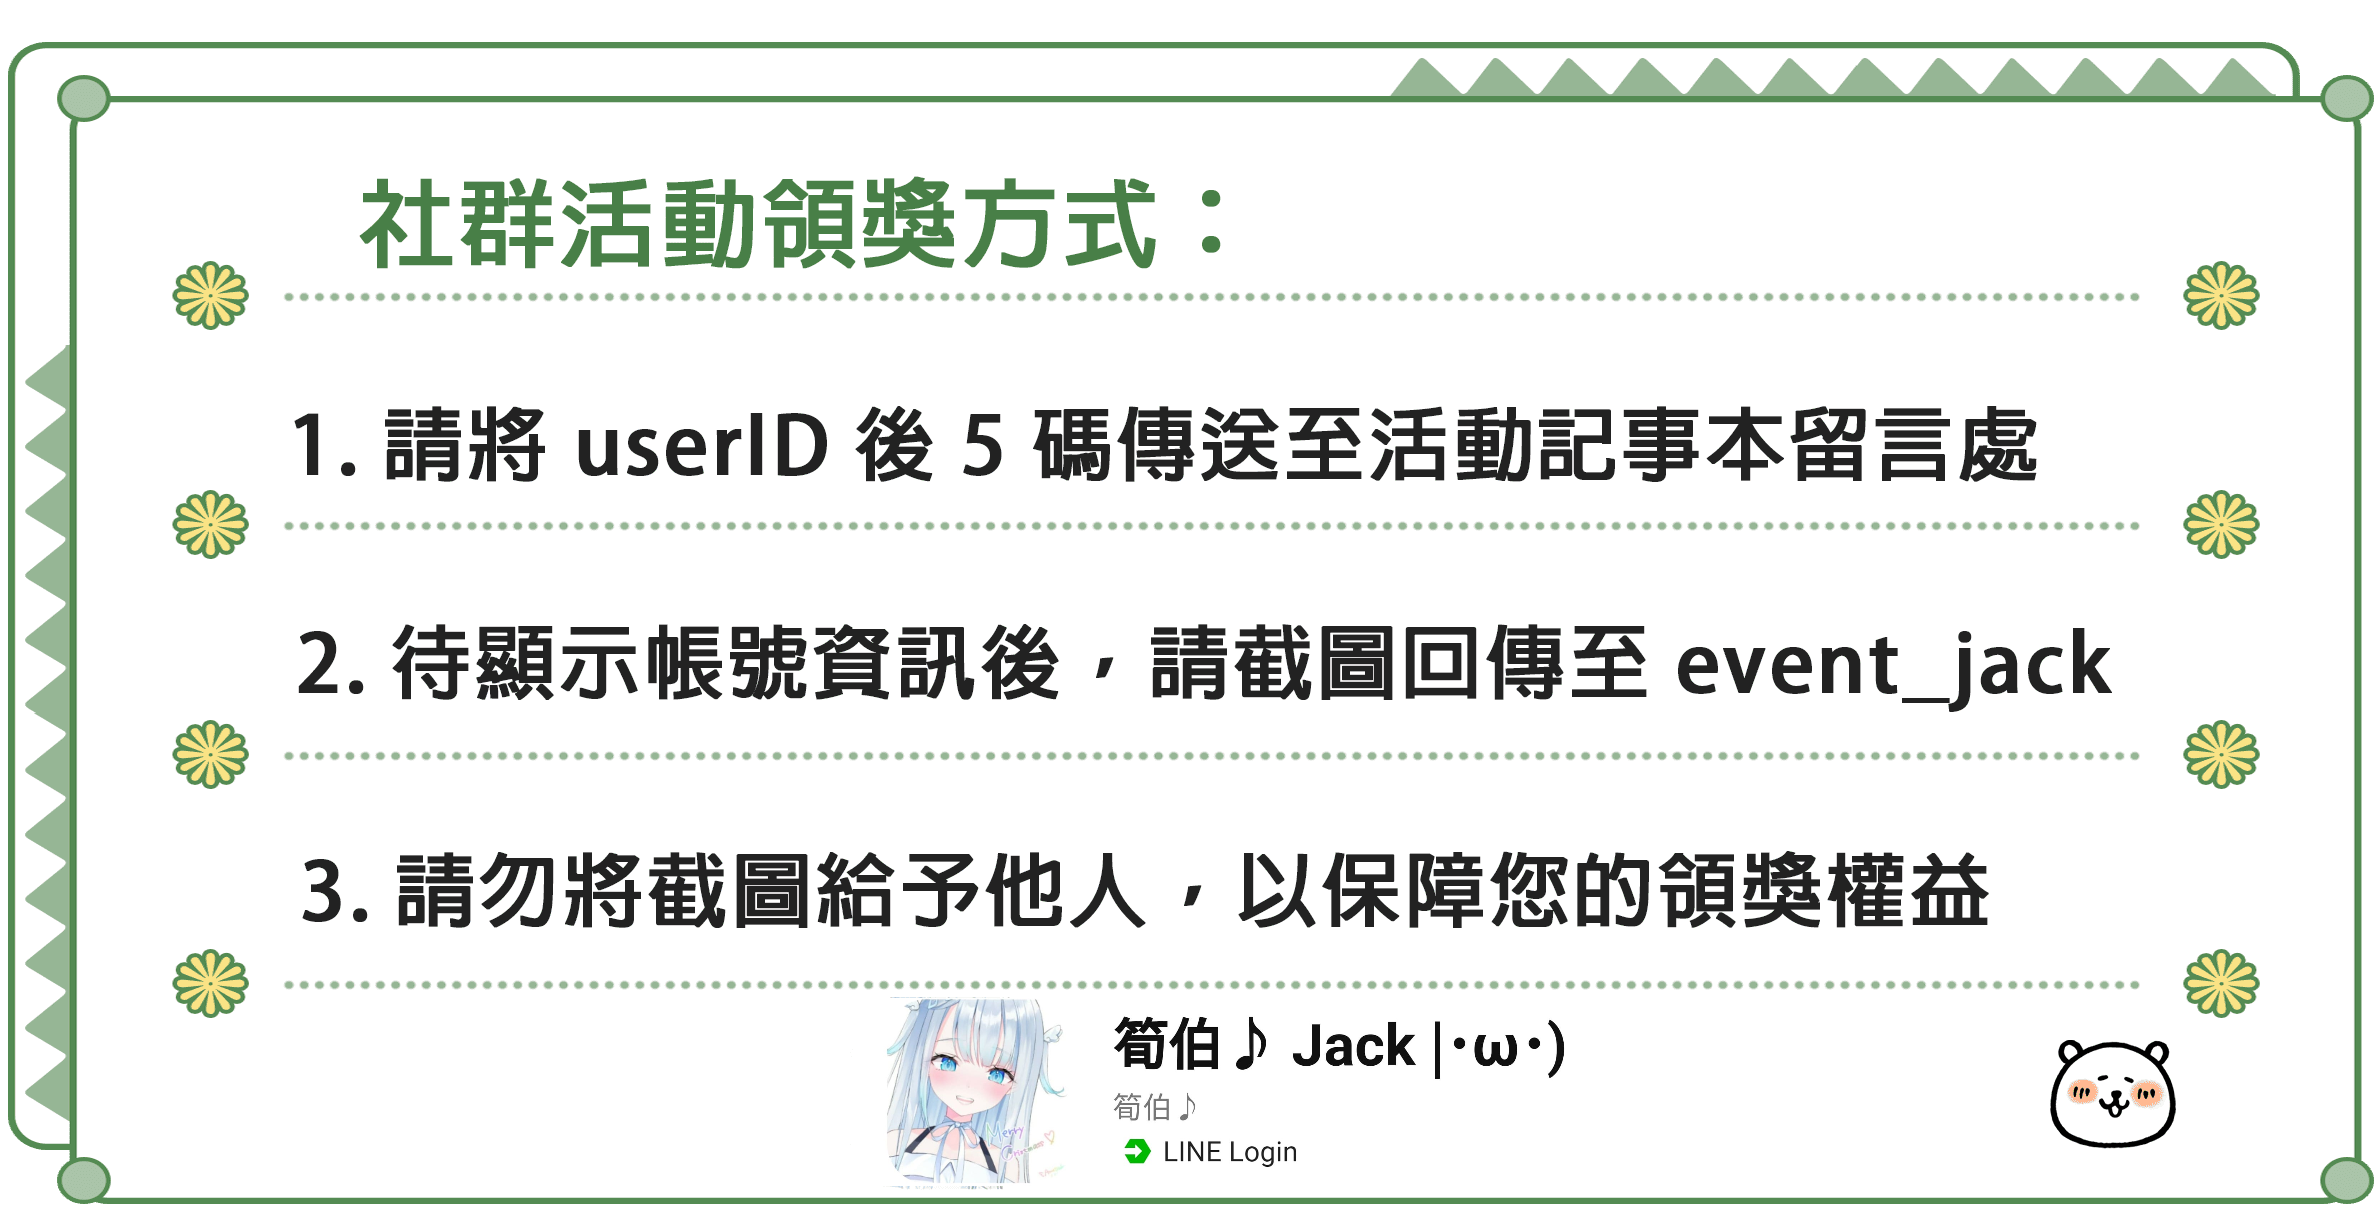 社群活動領獎方式：
1. 請將 userID 後 5 碼傳送至活動記事本留言處
2. 待顯示帳號資訊後，請截圖回傳至 event_jack
3. 請勿將截圖給予他人，以保障您的領獎權益
筍伯♪ Jack |･ω･)
筍伯♪
LINE Login
Merry